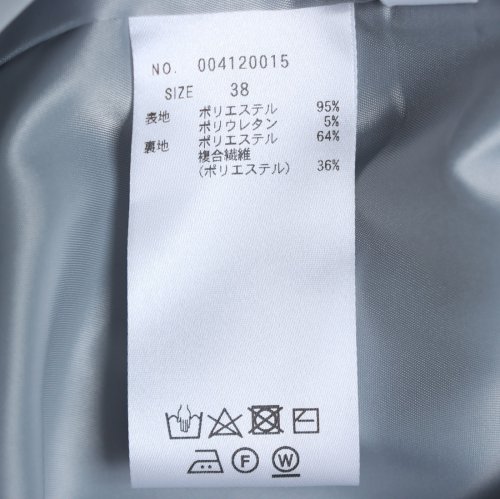 NO. 004120015
SIZE 38
表地 ポリエステル 95%
ポリウレタン 5%
裏地 ポリエステル 64%
複合繊維
(ポリエステル) 36%
F W